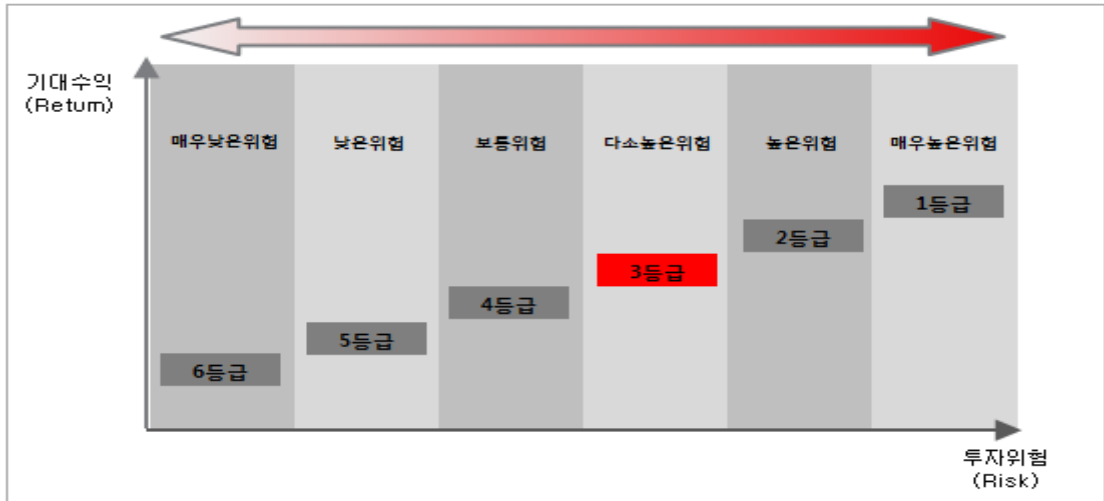 기대수익
(Retum)
매우낮은위험
낮은위험
보통위험
다소높은위험
높은위험
매우높은위험
1등급
2등급
3등급
4등급
5등급
6등급
투자위험
(Risk)